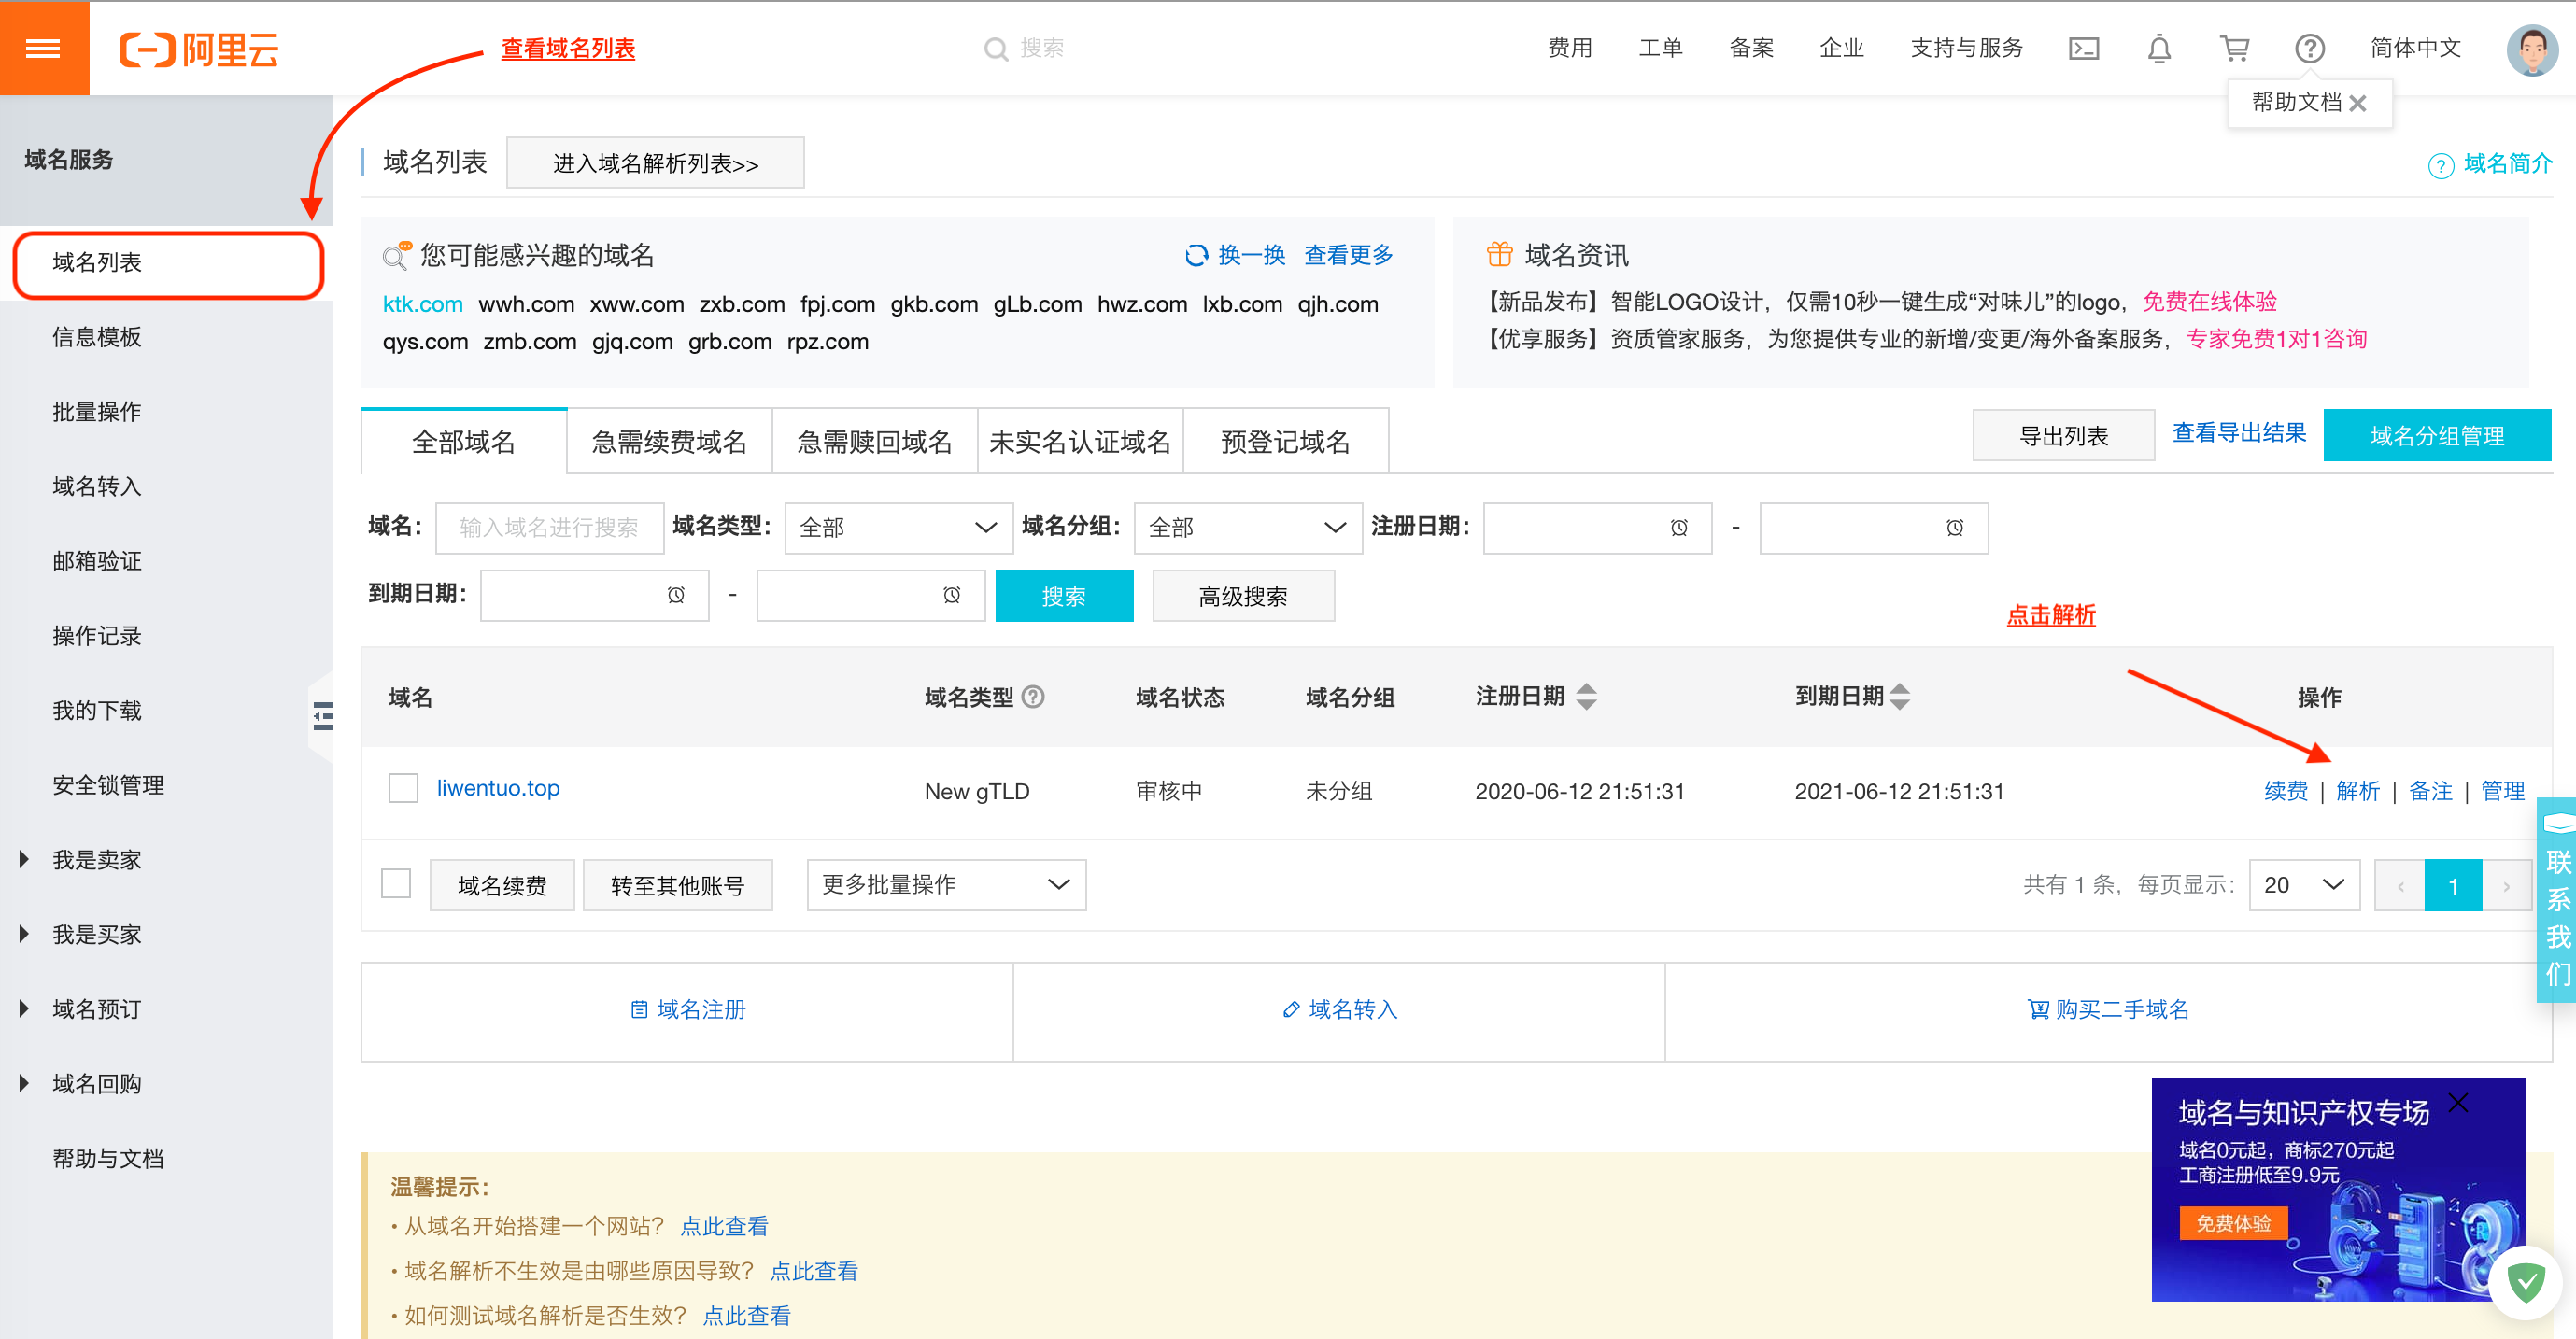 阿里云
查看域名列表
搜索
费用 工单 备案 企业 支持与服务 简体中文
帮助文档
域名服务
域名列表
信息模板
批量操作
域名转入
邮箱验证
操作记录
我的下载
安全锁管理
我是卖家
我是买家
域名预订
域名回购
帮助与文档
域名列表 进入域名解析列表>>
域名简介
您可能感兴趣的域名 换一换 查看更多
ktk.com wwh.com xww.com zxb.com fpj.com gkb.com gLb.com hwz.com lxb.com qjh.com
qys.com zmb.com gjq.com grb.com rpz.com
域名资讯
【新品发布】智能LOGO设计，仅需10秒一键生成“对味儿”的logo，免费在线体验
【优享服务】资质管家服务，为您提供专业的新增/变更/海外备案服务，专家免费1对1咨询
全部域名 急需续费域名 急需赎回域名 未实名认证域名 预登记域名
导出列表 查看导出结果 域名分组管理
域名： 输入域名进行搜索 域名类型： 全部 域名分组： 全部 注册日期： -
到期日期： - 搜索 高级搜索
点击解析
域名 域名类型 域名状态 域名分组 注册日期 到期日期 操作
liwentuo.top New gTLD 审核中 未分组 2020-06-12 21:51:31 2021-06-12 21:51:31 续费 | 解析 | 备注 | 管理
域名续费 转至其他账号 更多批量操作 共有 1 条，每页显示： 20 ‹ 1 ›
联系我们
域名注册 域名转入 购买二手域名
域名与知识产权专场
域名0元起，商标270元起
工商注册低至9.9元
免费体验
温馨提示：
• 从域名开始搭建一个网站？ 点此查看
• 域名解析不生效是由哪些原因导致？ 点此查看
• 如何测试域名解析是否生效？ 点此查看